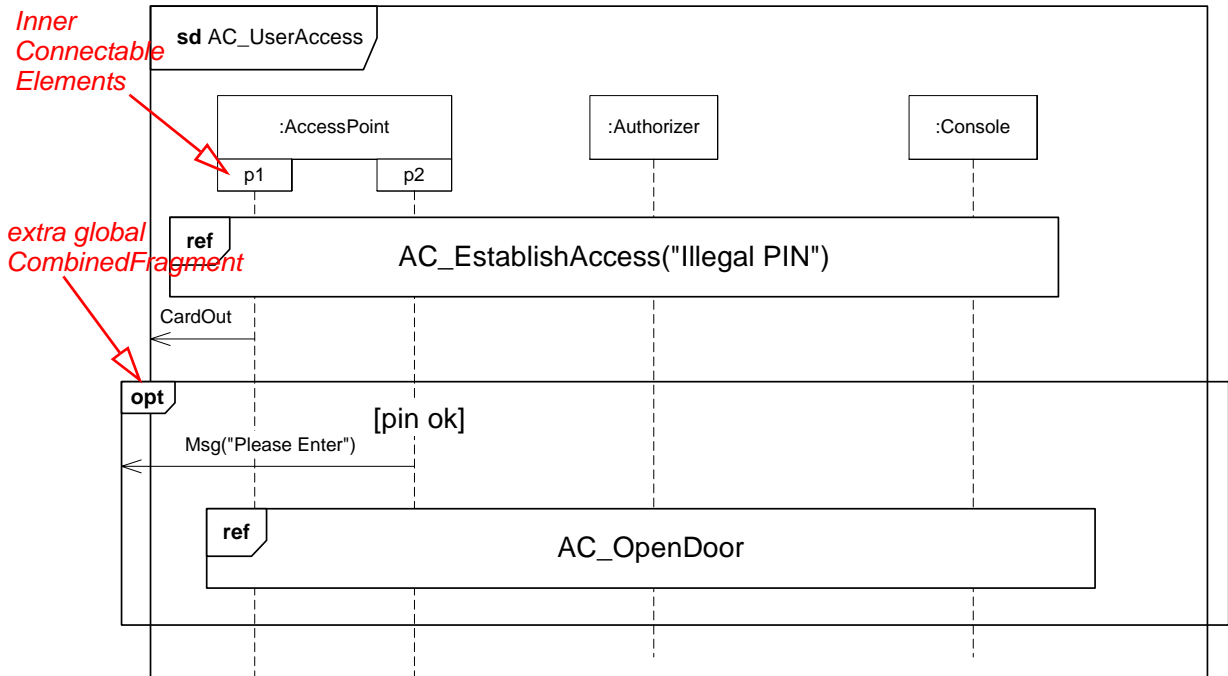 Inner
Connectable
Elements
sd AC_UserAccess
:AccessPoint
:Authorizer
:Console
p1
p2
extra global
CombinedFragment
ref
AC_EstablishAccess("Illegal PIN")
CardOut
opt
[pin ok]
Msg("Please Enter")
ref
AC_OpenDoor